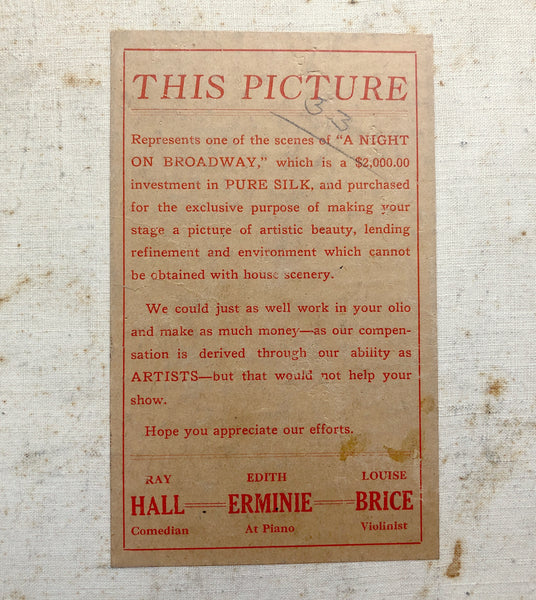 THIS PICTURE
33
Represents one of the scenes of "A NIGHT
ON BROADWAY," which is a $2,000.00
investment in PURE SILK, and purchased
for the exclusive purpose of making your
stage a picture of artistic beauty, lending
refinement and environment which cannot
be obtained with house scenery.
We could just as well work in your olio
and make as much money—as our compen-
sation is derived through our ability as
ARTISTS—but that would not help your
show.
Hope you appreciate our efforts.
RAY EDITH LOUISE
HALL ERMINIE BRICE
Comedian At Piano Violinist